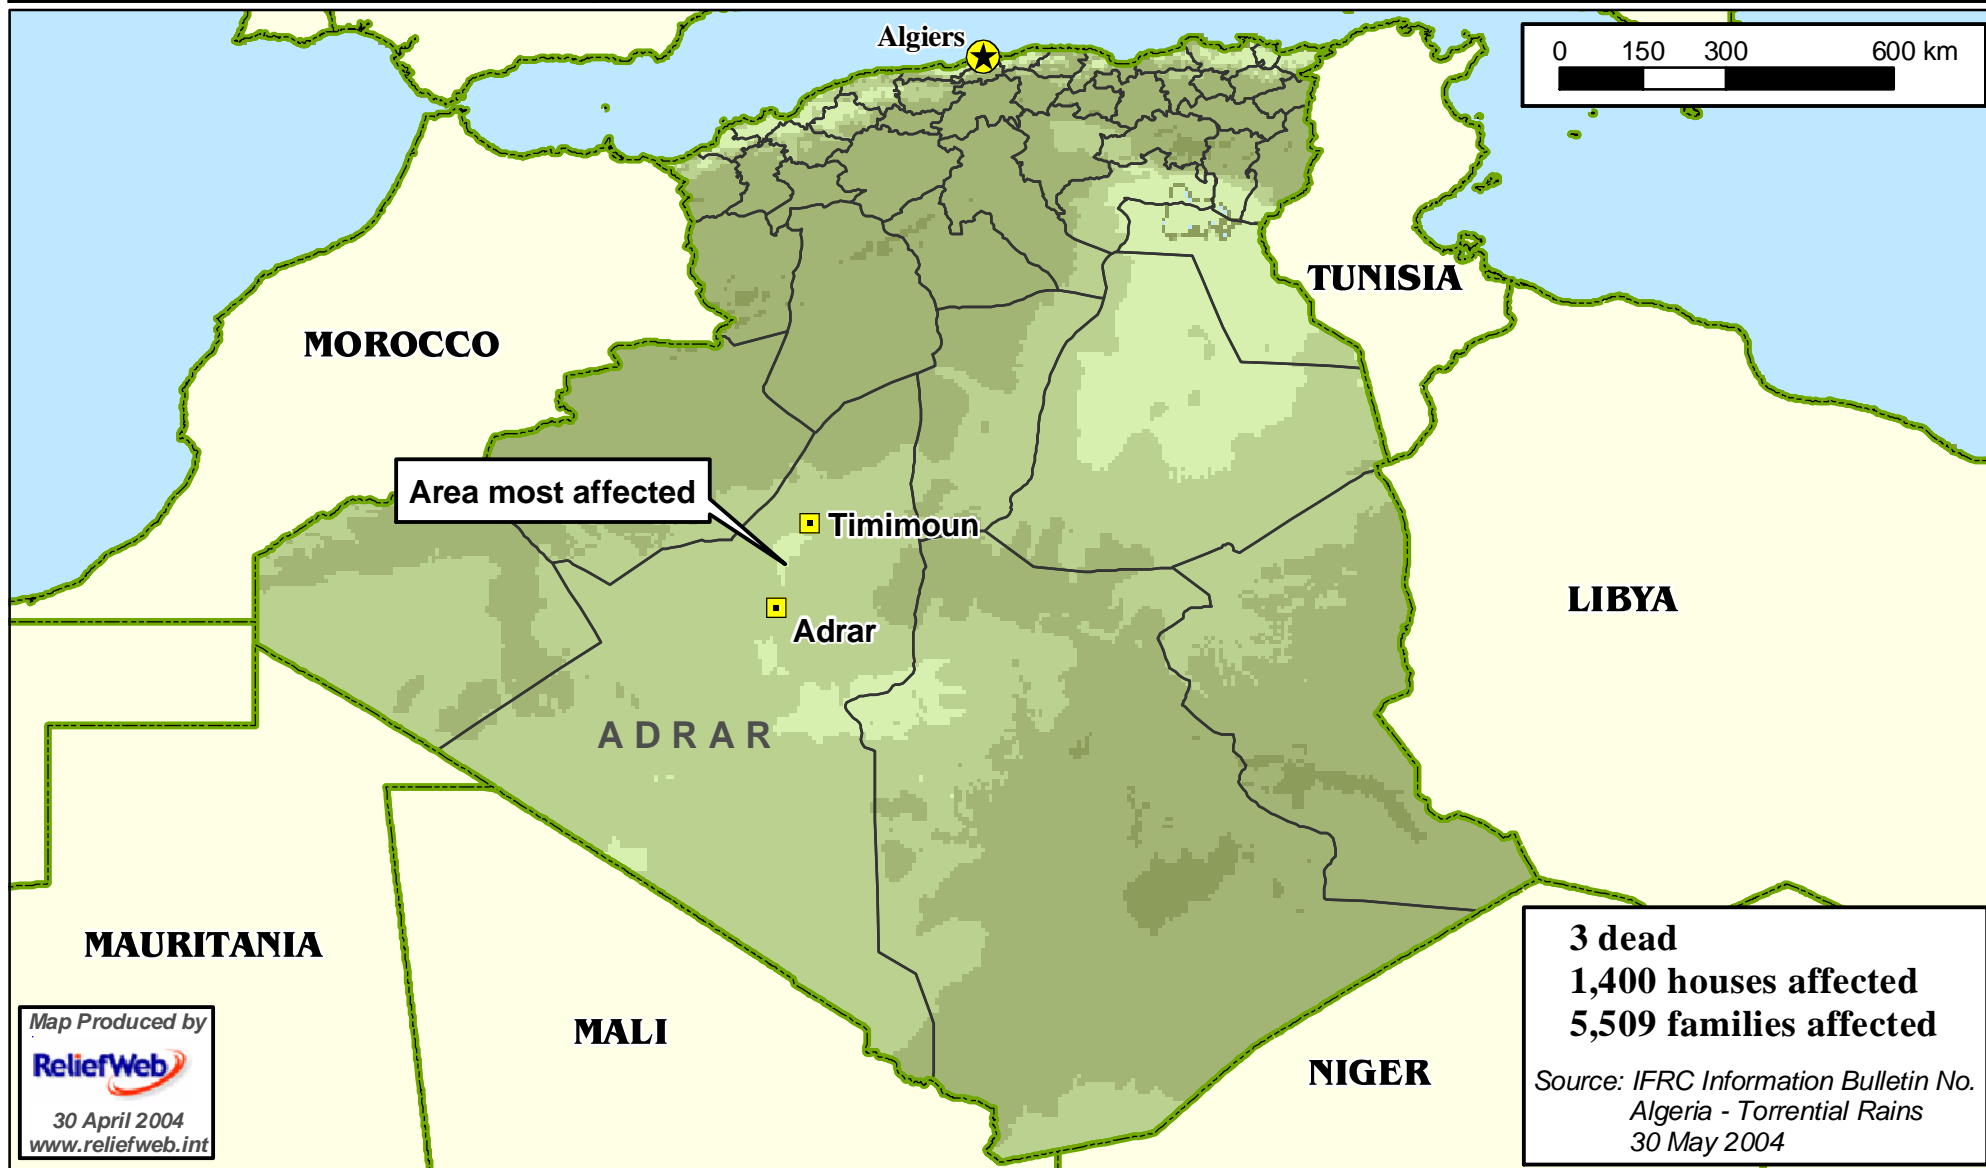 Algiers
0 150 300 600 km
TUNISIA
MOROCCO
Area most affected
Timimoun
LIBYA
Adrar
ADRAR
MAURITANIA
MALI
NIGER
3 dead
1,400 houses affected
5,509 families affected
Source: IFRC Information Bulletin No.
Algeria - Torrential Rains
30 May 2004
Map Produced by
ReliefWeb
30 April 2004
www.reliefweb.int